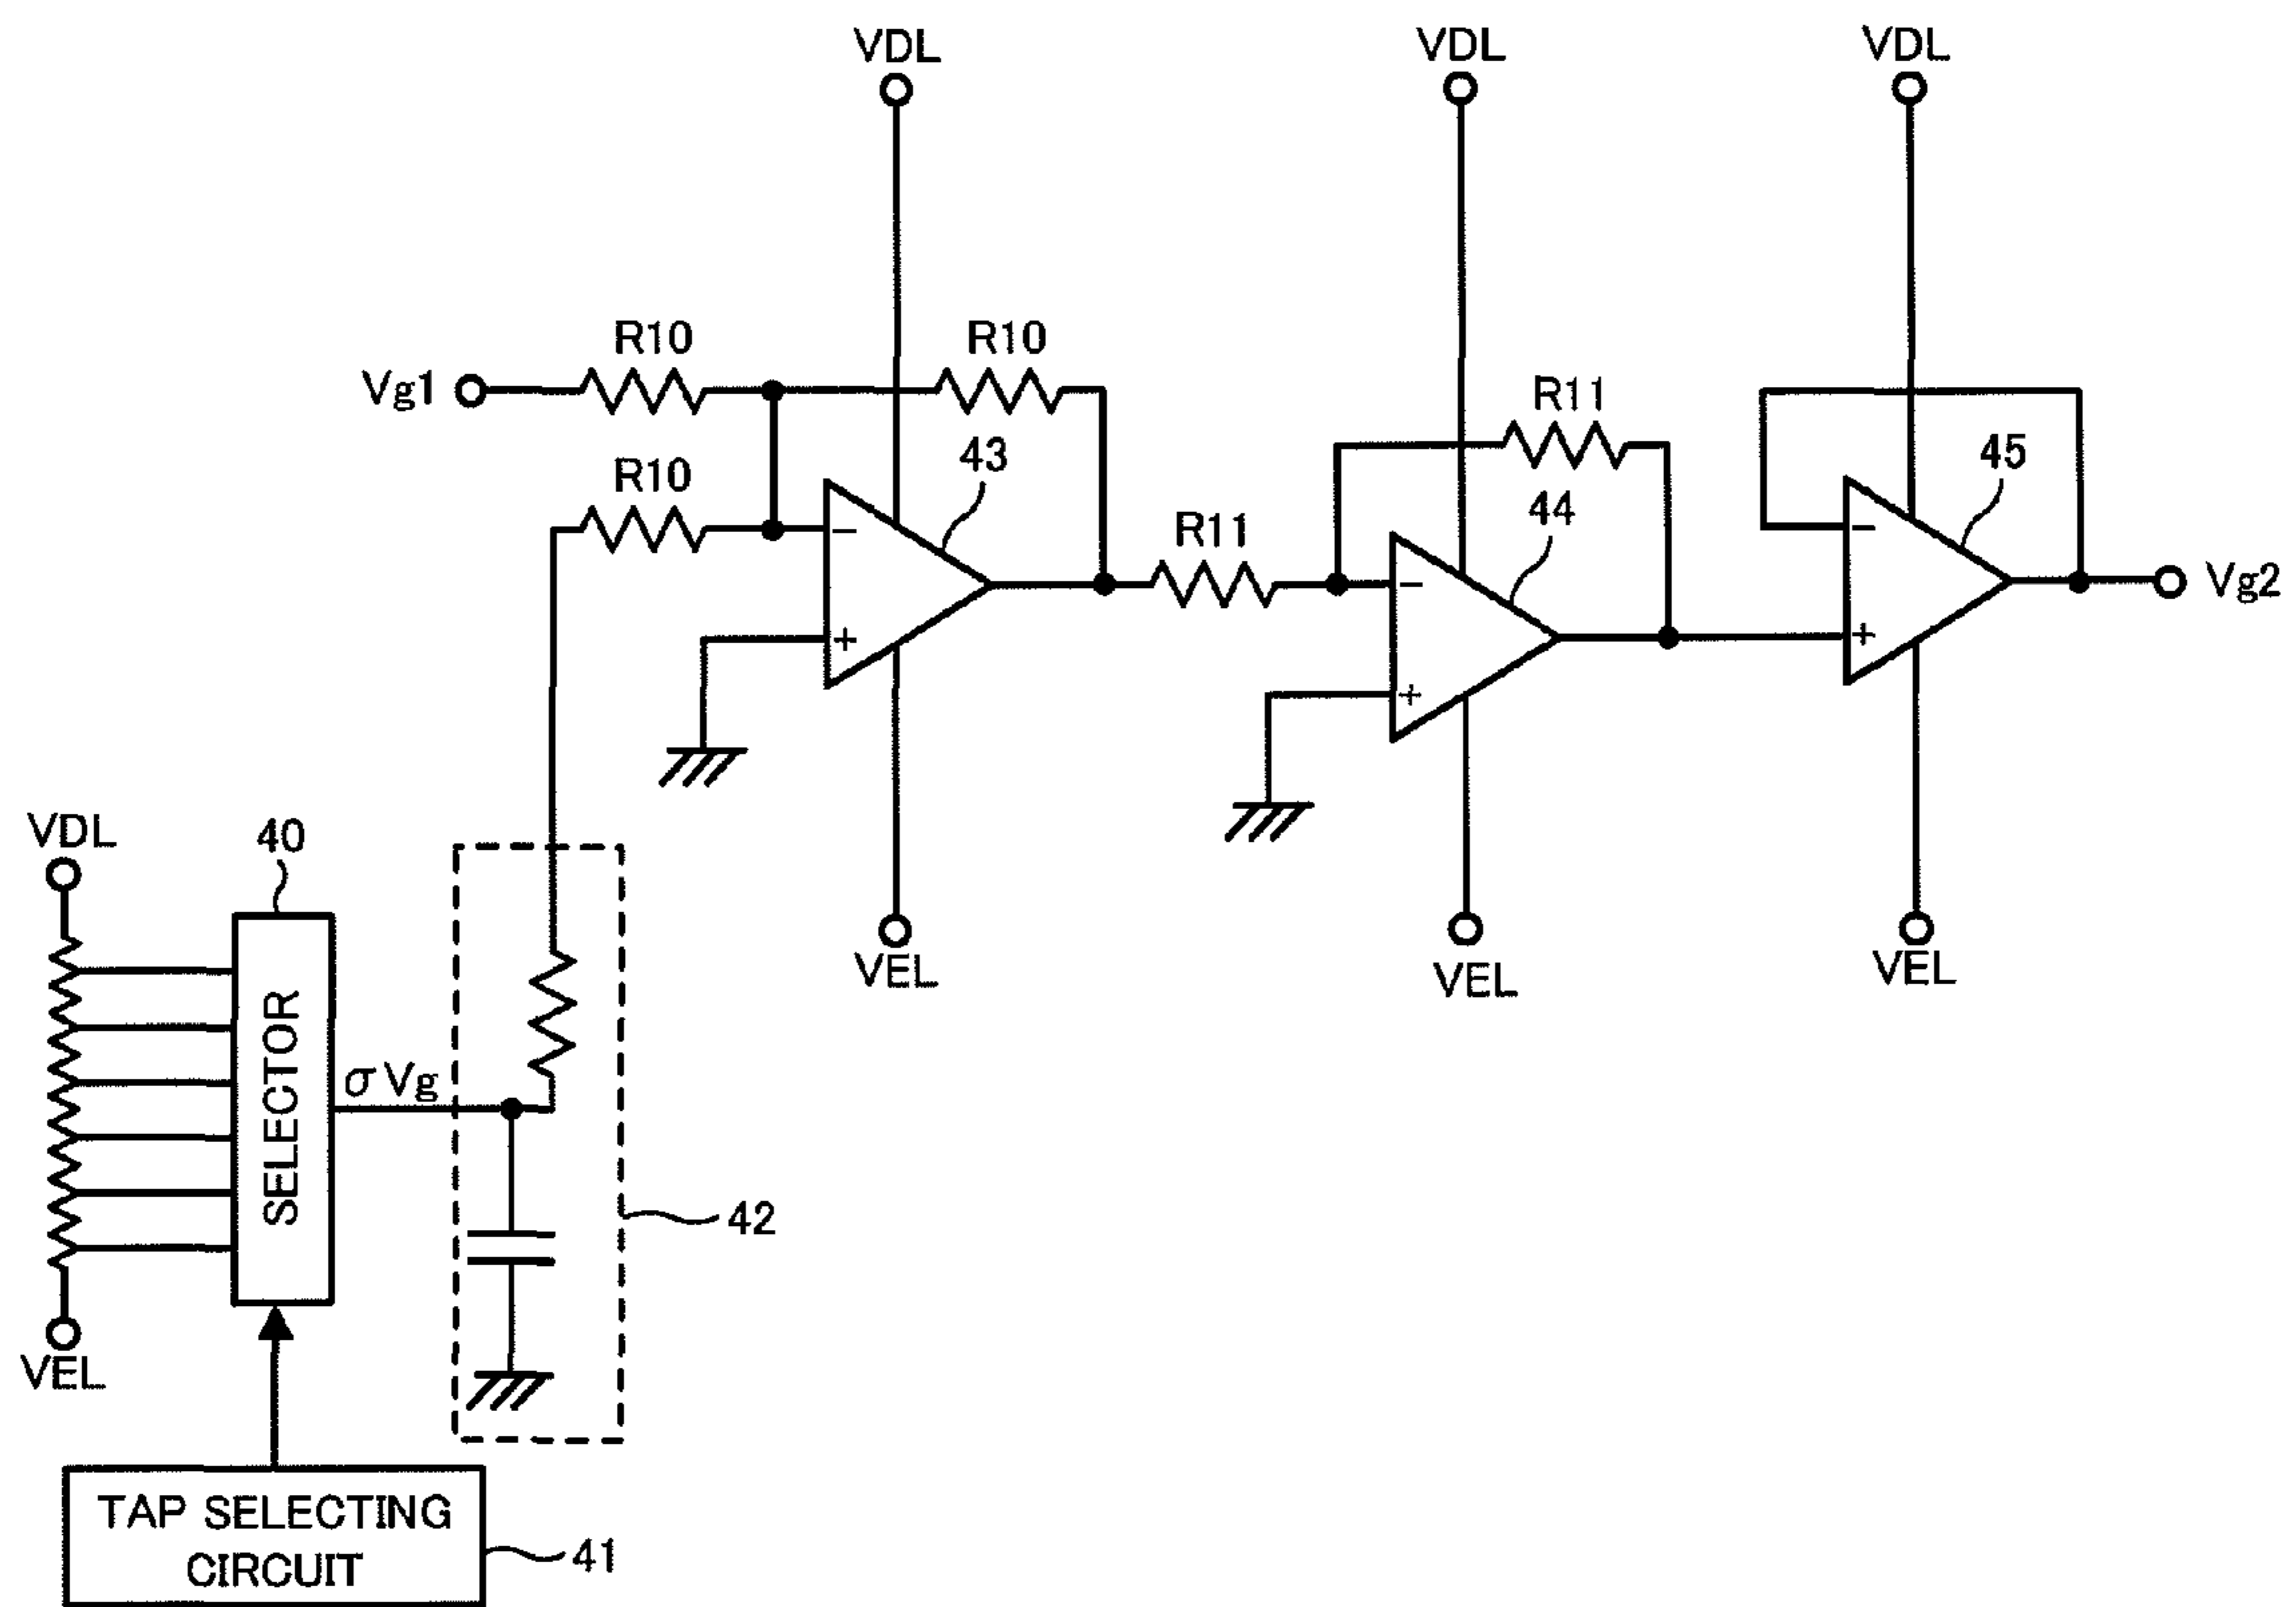 VDL
VDL
VDL
R10
R10
Vg1
R11
43
45
R10
44
R11
−
−
−
Vg2
+
+
+
VDL
40
VEL
VEL
VEL
SELECTOR
σVg
42
VEL
TAP SELECTING
CIRCUIT
41